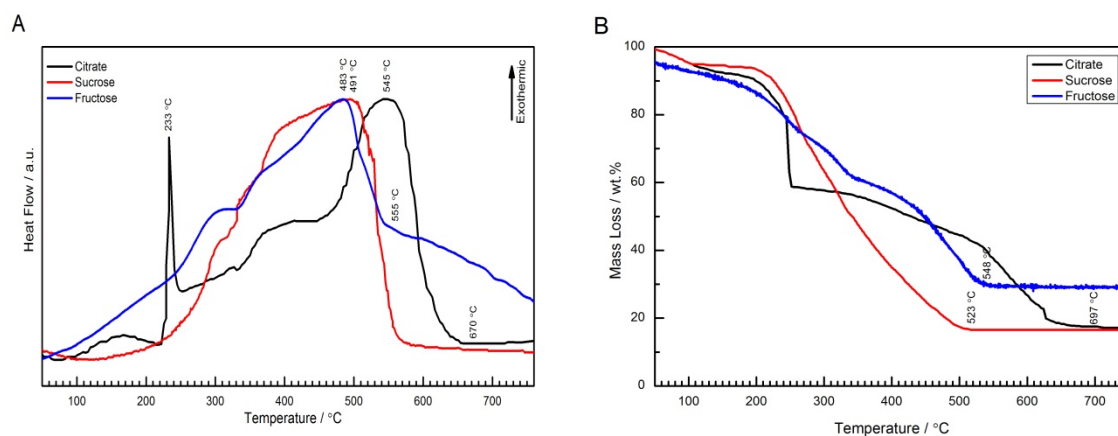 A
Citrate
Sucrose
Fructose
233 °C
483 °C
491 °C
545 °C
555 °C
670 °C
Exothermic
Heat Flow / a.u.
100 200 300 400 500 600 700
Temperature / °C
B
Citrate
Sucrose
Fructose
Mass Loss / wt.%
100
80
60
40
20
0
523 °C
548 °C
697 °C
100 200 300 400 500 600 700
Temperature / °C